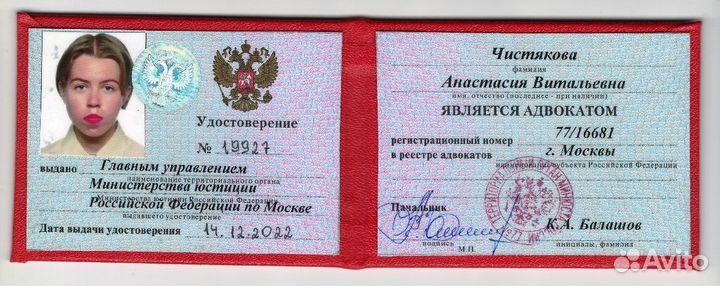 Удостоверение
№ 19927
выдано Главным управлением
наименование территориального органа
Министерства юстиции
Министерства юстиции Российской Федерации,
Российской Федерации по Москве
выдавшего удостоверение
Дата выдачи удостоверения 14.12.2022
Чистякова
фамилия
Анастасия Витальевна
имя, отчество (последнее - при наличии)
ЯВЛЯЕТСЯ АДВОКАТОМ
регистрационный номер 77/16681
в реестре адвокатов г. Москвы
наименование субъекта Российской Федерации
Начальник
К.А. Балашов
подпись
инициалы, фамилия
М.П.
Avito